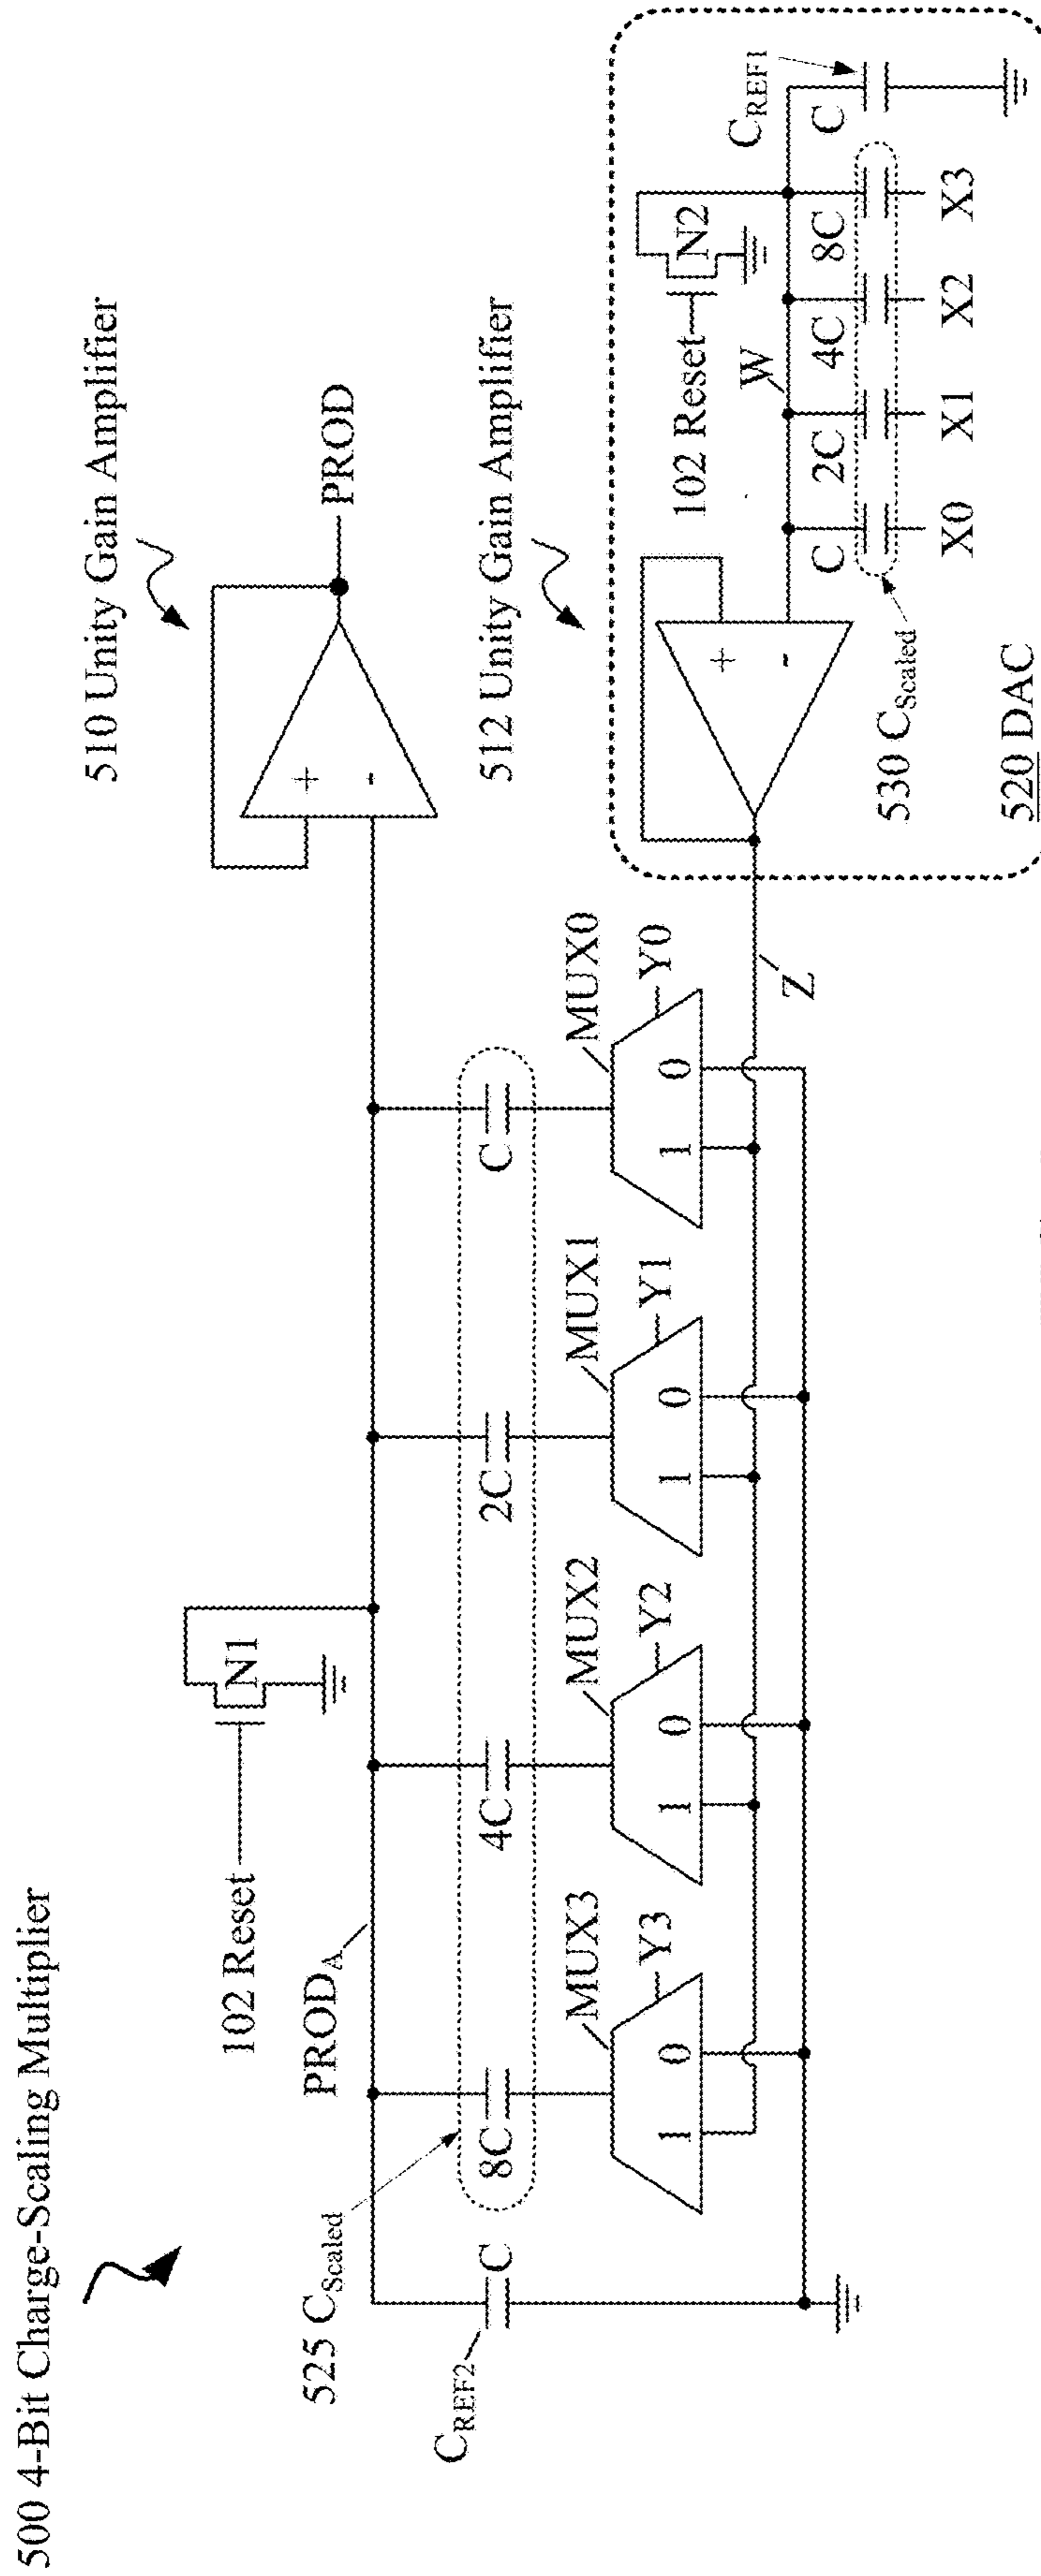 500 4-Bit Charge-Scaling Multiplier
510 Unity Gain Amplifier
102 Reset
N1
PROD
PRODA
+
-
525 CScaled
CREF2
C
8C
4C
2C
C
512 Unity Gain Amplifier
MUX3
MUX2
MUX1
MUX0
Y3
Y2
Y1
Y0
1 0
1 0
1 0
1 0
Z
+
-
102 Reset
N2
W
CREF1
C
2C
4C
8C
C
530 CScaled
X0
X1
X2
X3
520 DAC